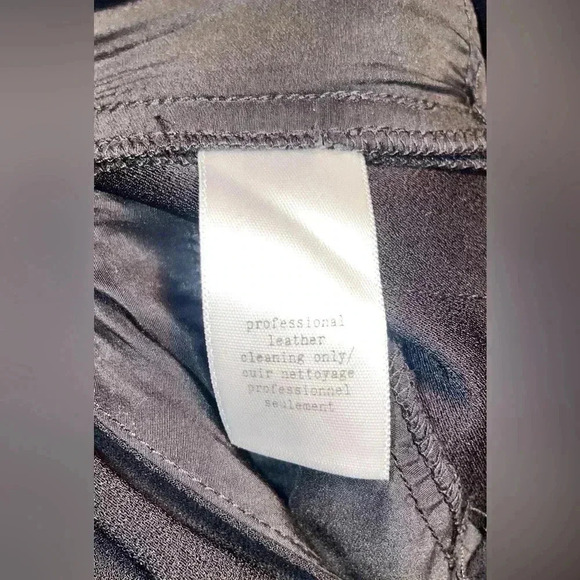 professional
leather
cleaning only/
cuir nettoyage
professionnel
seulement